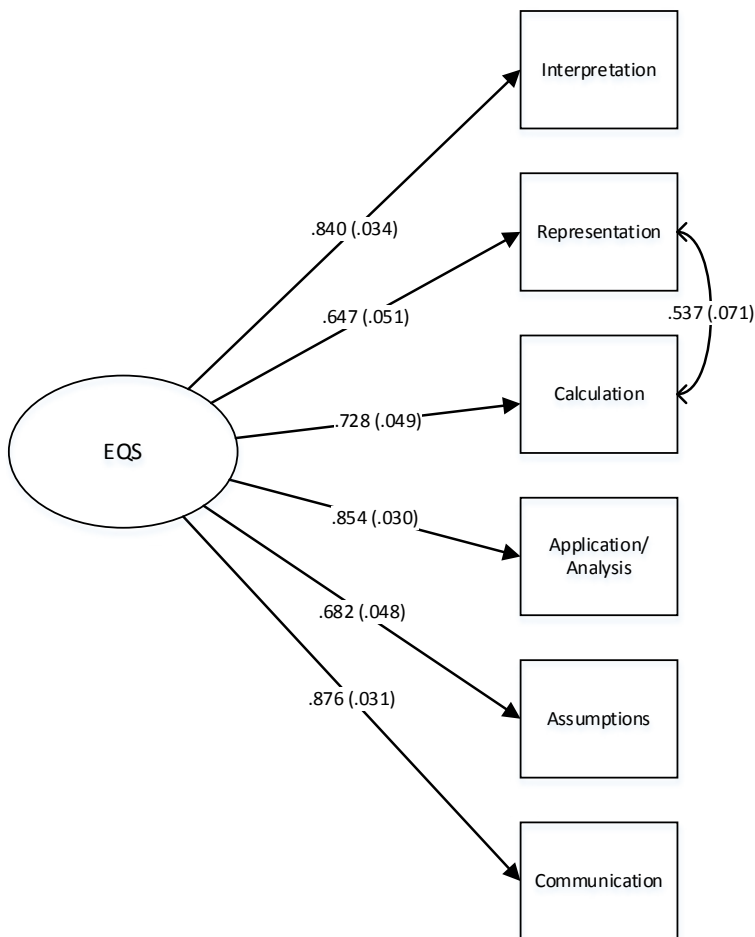 Interpretation
.840 (.034)
Representation
.647 (.051)
.537 (.071)
Calculation
.728 (.049)
EQS
.854 (.030)
Application/
Analysis
.682 (.048)
.876 (.031)
Assumptions
Communication